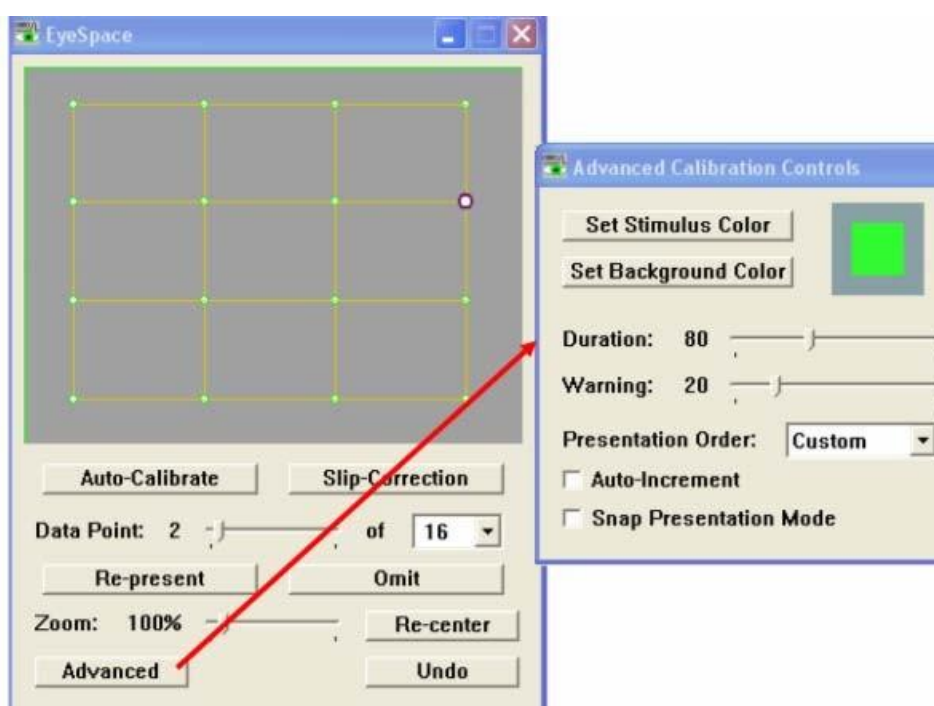 EyeSpace
Auto-Calibrate Slip-Correction
Data Point: 2 of 16
Re-present Omit
Zoom: 100% Re-center
Advanced Undo
Advanced Calibration Controls
Set Stimulus Color
Set Background Color
Duration: 80
Warning: 20
Presentation Order: Custom
Auto-Increment
Snap Presentation Mode